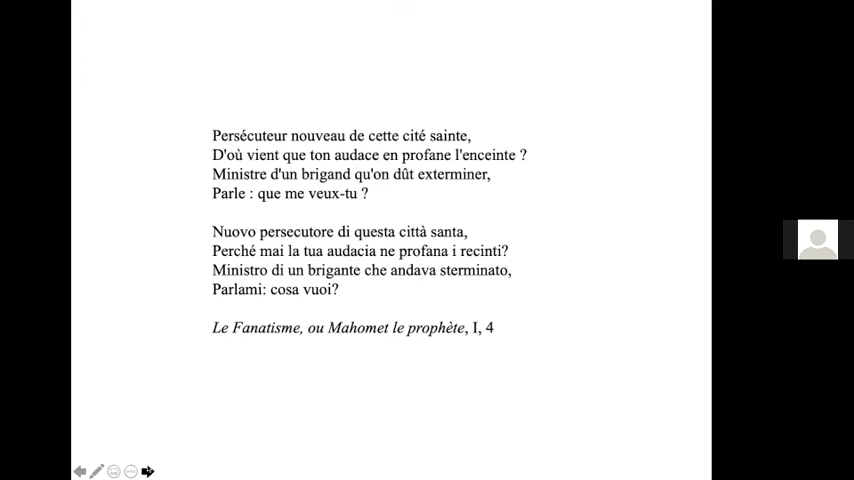 Persécuteur nouveau de cette cité sainte,
D'où vient que ton audace en profane l'enceinte ?
Ministre d'un brigand qu'on dût exterminer,
Parle : que me veux-tu ?
Nuovo persecutore di questa città santa,
Perché mai la tua audacia ne profana i recinti?
Ministro di un brigante che andava sterminato,
Parlami: cosa vuoi?
Le Fanatisme, ou Mahomet le prophète, I, 4